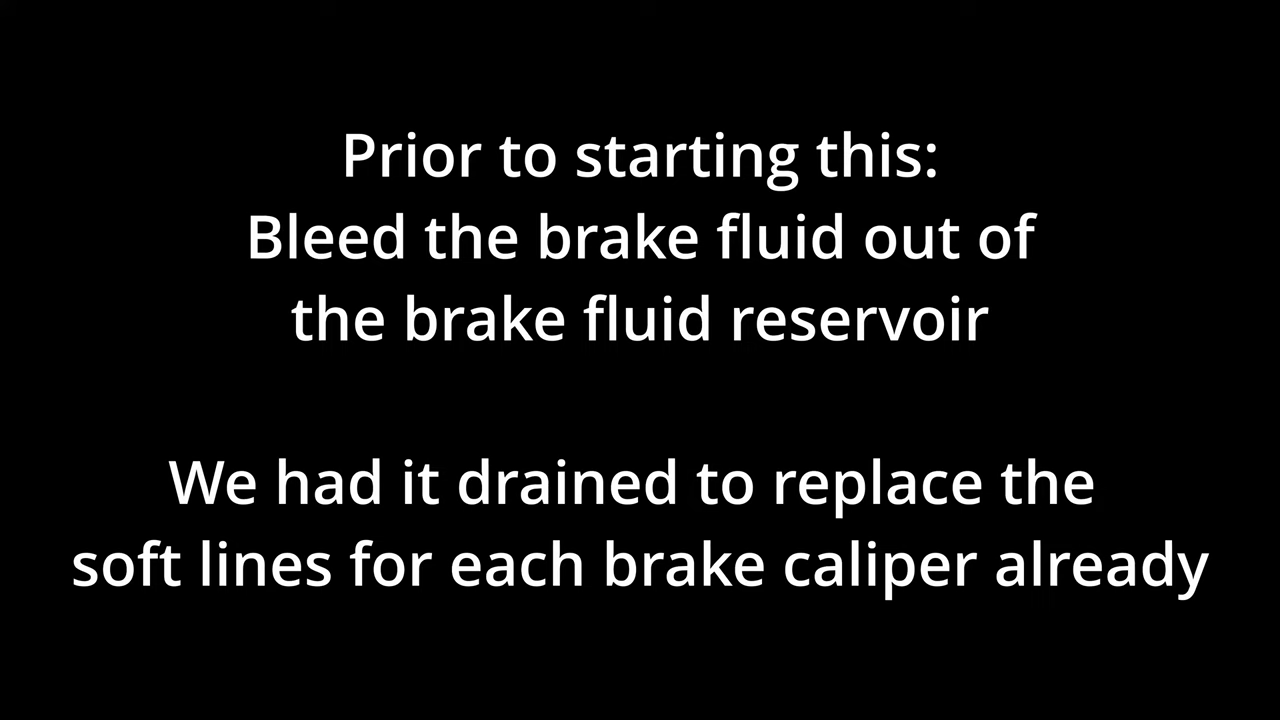 Prior to starting this:
Bleed the brake fluid out of
the brake fluid reservoir
We had it drained to replace the
soft lines for each brake caliper already